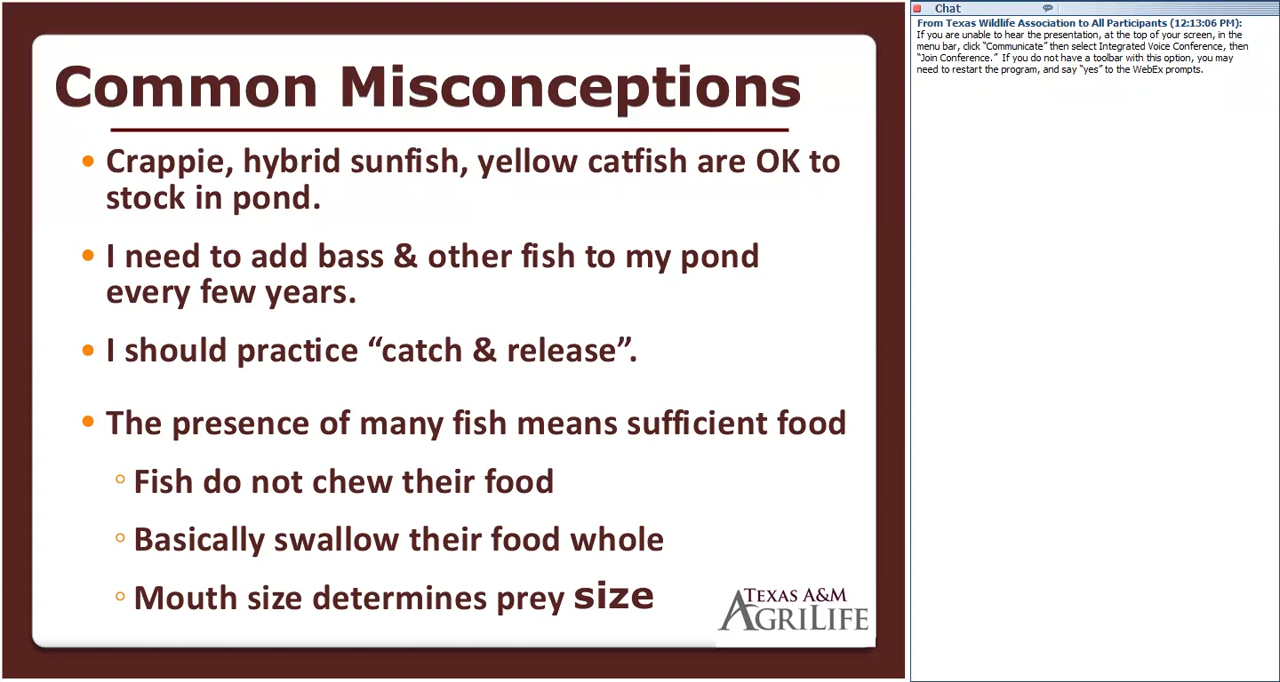 Common Misconceptions
• Crappie, hybrid sunfish, yellow catfish are OK to
stock in pond.
• I need to add bass & other fish to my pond
every few years.
• I should practice “catch & release”.
• The presence of many fish means sufficient food
◦ Fish do not chew their food
◦ Basically swallow their food whole
◦ Mouth size determines prey size
TEXAS A&M
AGRILIFE
Chat
From Texas Wildlife Association to All Participants (12:13:06 PM):
If you are unable to hear the presentation, at the top of your screen, in the
menu bar, click “Communicate” then select Integrated Voice Conference, then
“Join Conference.” If you do not have a toolbar with this option, you may
need to restart the program, and say “yes” to the WebEx prompts.